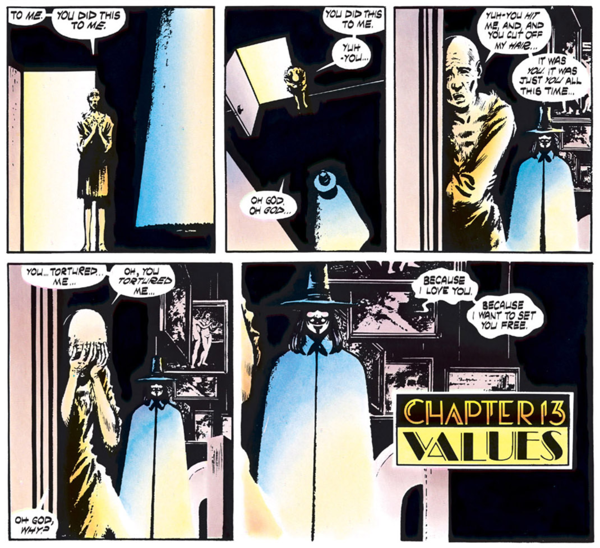 TO ME—
YOU DID THIS
TO ME.
YOU DID THIS
TO ME.
YUH
-YOU...
OH GOD.
OH GOD...
YUH-YOU HIT
ME, AND, AND
YOU CUT OFF
MY HAIR...
IT WAS
YOU. IT WAS
JUST YOU ALL
THIS TIME...
YOU... TORTURED...
ME...
OH, YOU
TORTURED
ME...
OH GOD,
WHY?
BECAUSE
I LOVE YOU.
BECAUSE
I WANT TO SET
YOU FREE.
CHAPTER 13
VALUES